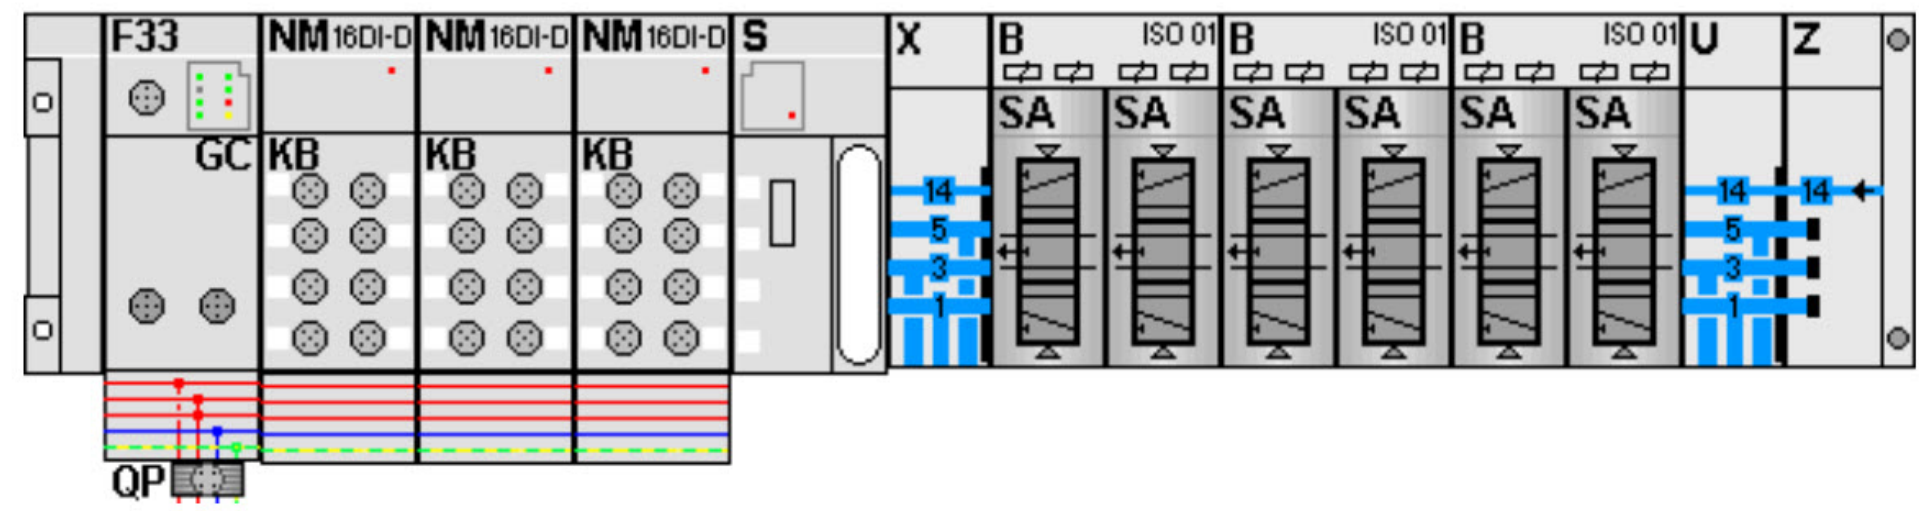 F33 NM 16DI-D NM 16DI-D NM 16DI-D S X B ISO 01 B ISO 01 B ISO 01 U Z
SA SA SA SA SA SA
GC KB KB KB
14 14 14
5 5
3 3
1 1
QP